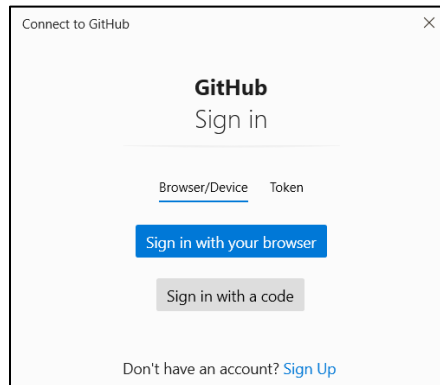 Connect to GitHub
GitHub
Sign in
Browser/Device Token
Sign in with your browser
Sign in with a code
Don't have an account? Sign Up